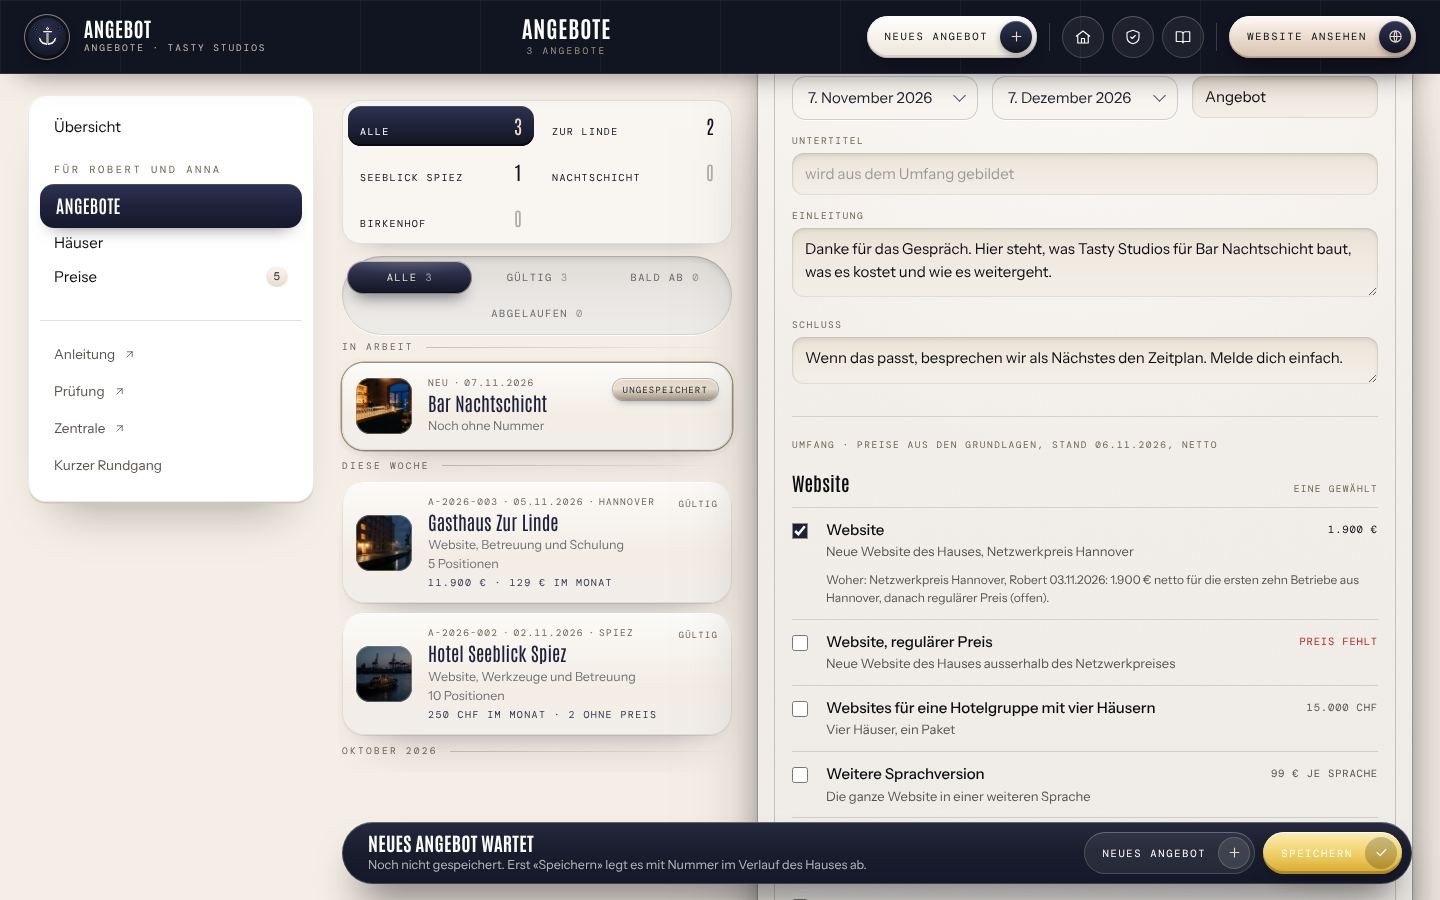 ANGEBOT
ANGEBOTE · TASTY STUDIOS
ANGEBOTE
3 ANGEBOTE
NEUES ANGEBOT
WEBSITE ANSEHEN
Übersicht
FÜR ROBERT UND ANNA
ANGEBOTE
Häuser
Preise 5
Anleitung
Prüfung
Zentrale
Kurzer Rundgang
ALLE 3
ZUR LINDE 2
SEEBLICK SPIEZ 1
NACHTSCHICHT 0
BIRKENHOF 0
ALLE 3
GÜLTIG 3
BALD AB 0
ABGELAUFEN 0
IN ARBEIT
NEU · 07.11.2026
UNGESPEICHERT
Bar Nachtschicht
Noch ohne Nummer
DIESE WOCHE
A-2026-003 · 05.11.2026 · HANNOVER
GÜLTIG
Gasthaus Zur Linde
Website, Betreuung und Schulung
5 Positionen
11.900 € · 129 € IM MONAT
A-2026-002 · 02.11.2026 · SPIEZ
GÜLTIG
Hotel Seeblick Spiez
Website, Werkzeuge und Betreuung
10 Positionen
250 CHF IM MONAT · 2 OHNE PREIS
OKTOBER 2026
7. November 2026
7. Dezember 2026
Angebot
UNTERTITEL
wird aus dem Umfang gebildet
EINLEITUNG
Danke für das Gespräch. Hier steht, was Tasty Studios für Bar Nachtschicht baut,
was es kostet und wie es weitergeht.
SCHLUSS
Wenn das passt, besprechen wir als Nächstes den Zeitplan. Melde dich einfach.
UMFANG · PREISE AUS DEN GRUNDLAGEN, STAND 06.11.2026, NETTO
Website
EINE GEWÄHLT
Website
1.900 €
Neue Website des Hauses, Netzwerkpreis Hannover
Woher: Netzwerkpreis Hannover, Robert 03.11.2026: 1.900 € netto für die ersten zehn Betriebe aus
Hannover, danach regulärer Preis (offen).
Website, regulärer Preis
PREIS FEHLT
Neue Website des Hauses ausserhalb des Netzwerkpreises
Websites für eine Hotelgruppe mit vier Häusern
15.000 CHF
Vier Häuser, ein Paket
Weitere Sprachversion
99 € JE SPRACHE
Die ganze Website in einer weiteren Sprache
NEUES ANGEBOT WARTET
Noch nicht gespeichert. Erst «Speichern» legt es mit Nummer im Verlauf des Hauses ab.
NEUES ANGEBOT
SPEICHERN